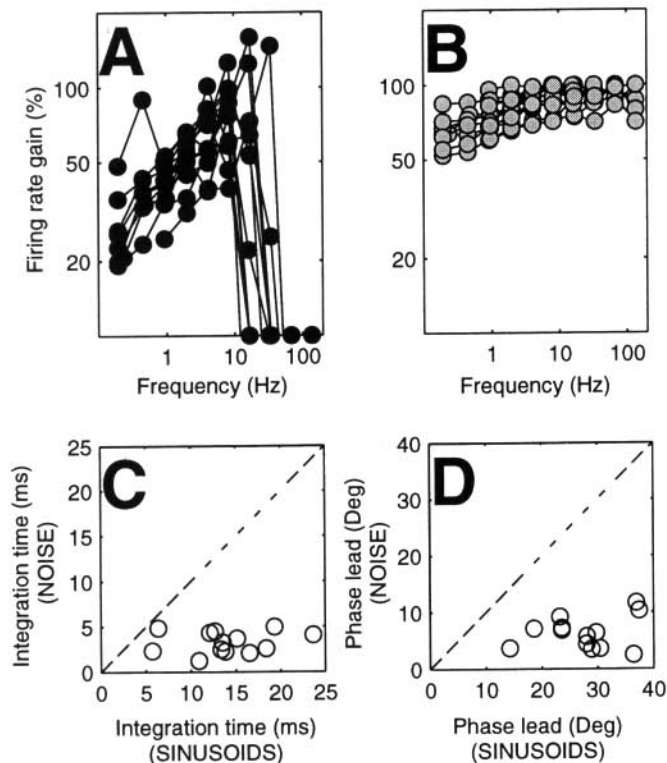 A
B
Firing rate gain (%)
100
50
20
100
50
20
1
10
100
1
10
100
Frequency (Hz)
Frequency (Hz)
C
D
Integration time (ms)
(NOISE)
25
20
15
10
5
0
0
5
10
15
20
25
Integration time (ms)
(SINUSOIDS)
Phase lead (Deg)
(NOISE)
40
30
20
10
0
0
10
20
30
40
Phase lead (Deg)
(SINUSOIDS)